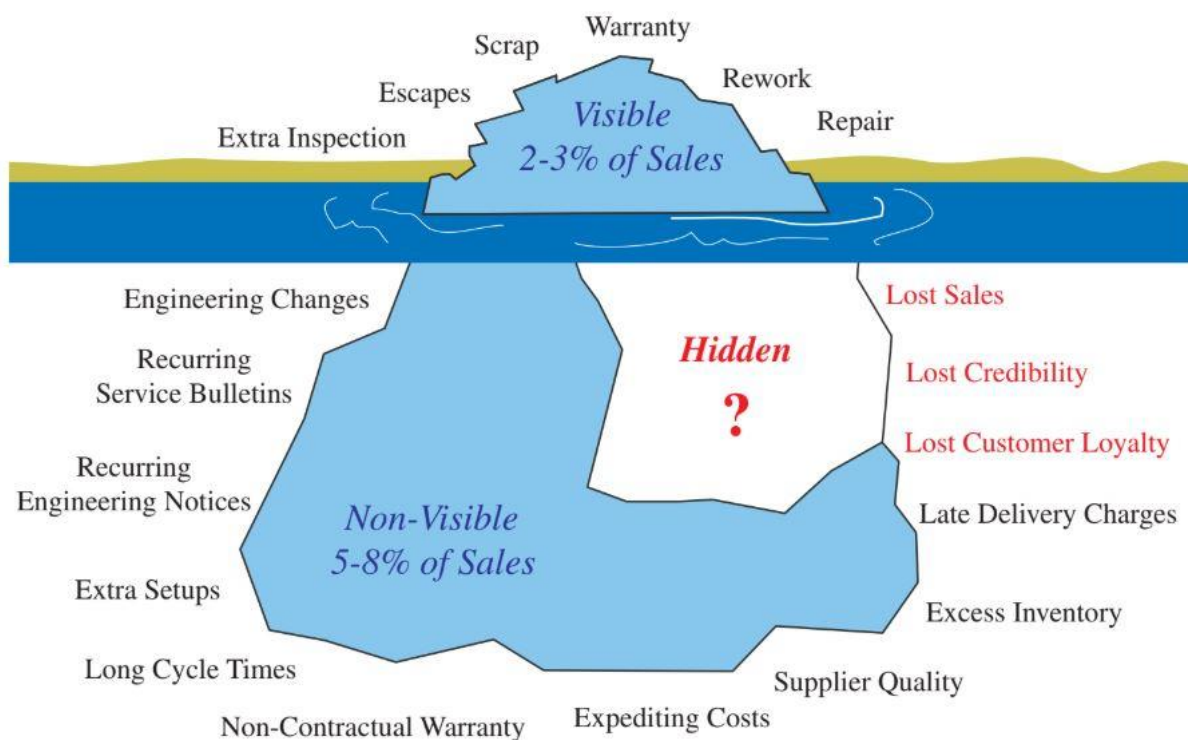 Warranty
Scrap
Rework
Escapes
Visible
2-3% of Sales
Repair
Extra Inspection
Engineering Changes
Lost Sales
Recurring
Service Bulletins
Hidden
?
Lost Credibility
Lost Customer Loyalty
Recurring
Engineering Notices
Non-Visible
5-8% of Sales
Late Delivery Charges
Extra Setups
Excess Inventory
Long Cycle Times
Supplier Quality
Non-Contractual Warranty
Expediting Costs